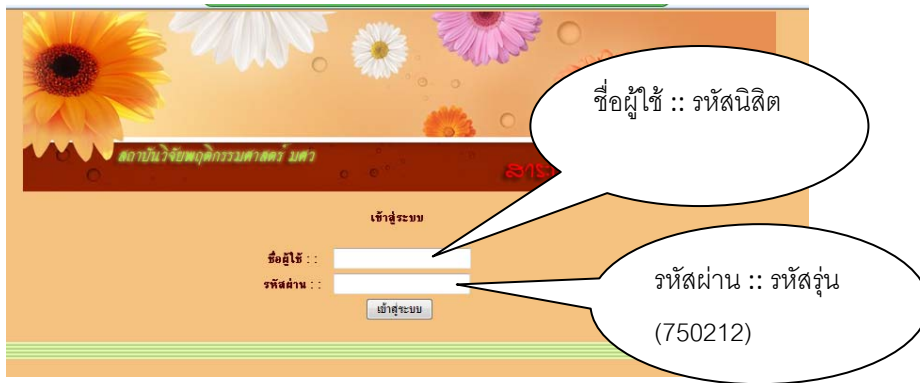 ชื่อผู้ใช้ :: รหัสนิสิต
สถาบันวิจัยพฤติกรรมศาสตร์ มศว
เข้าสู่ระบบ
ชื่อผู้ใช้ : :
รหัสผ่าน : :
เข้าสู่ระบบ
รหัสผ่าน :: รหัสรุ่น
(750212)